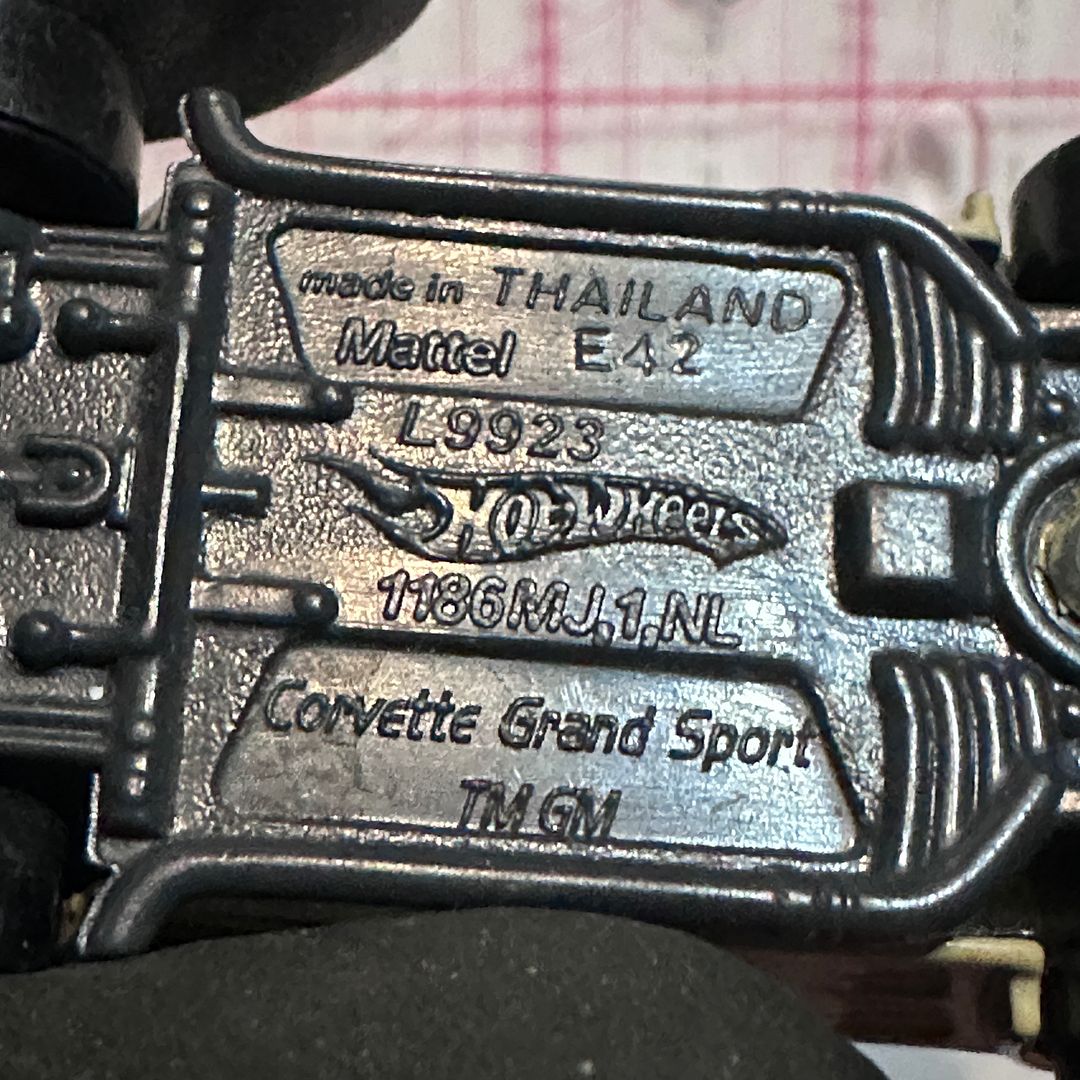 made in THAILAND
Mattel E42
L9923
HOT WHEELS
1186MJ,1,NL
Corvette Grand Sport
TM GM